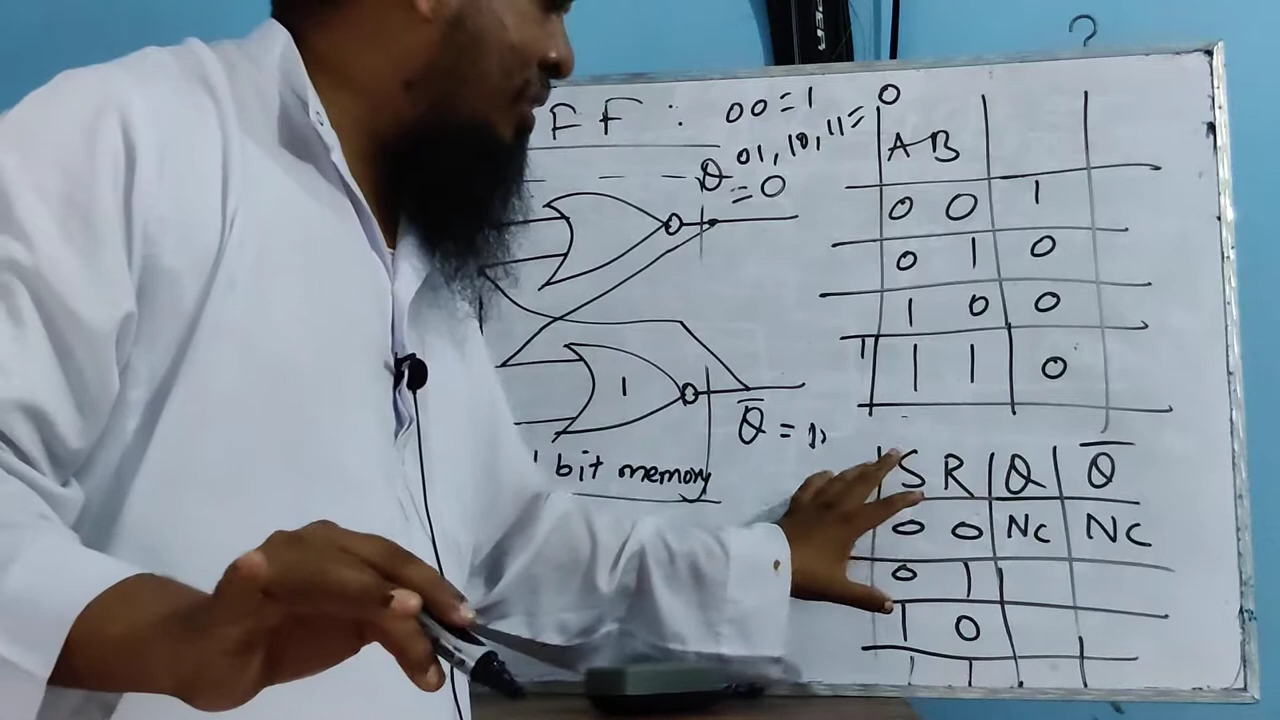 FF : 00 = 1
01, 10, 11 = 0
Q = 0
1
Q̅ = 1
1 bit memory
A B
0 0 1
0 1 0
1 0 0
1 1 0
S R Q Q̅
0 0 NC NC
0 1
1 0